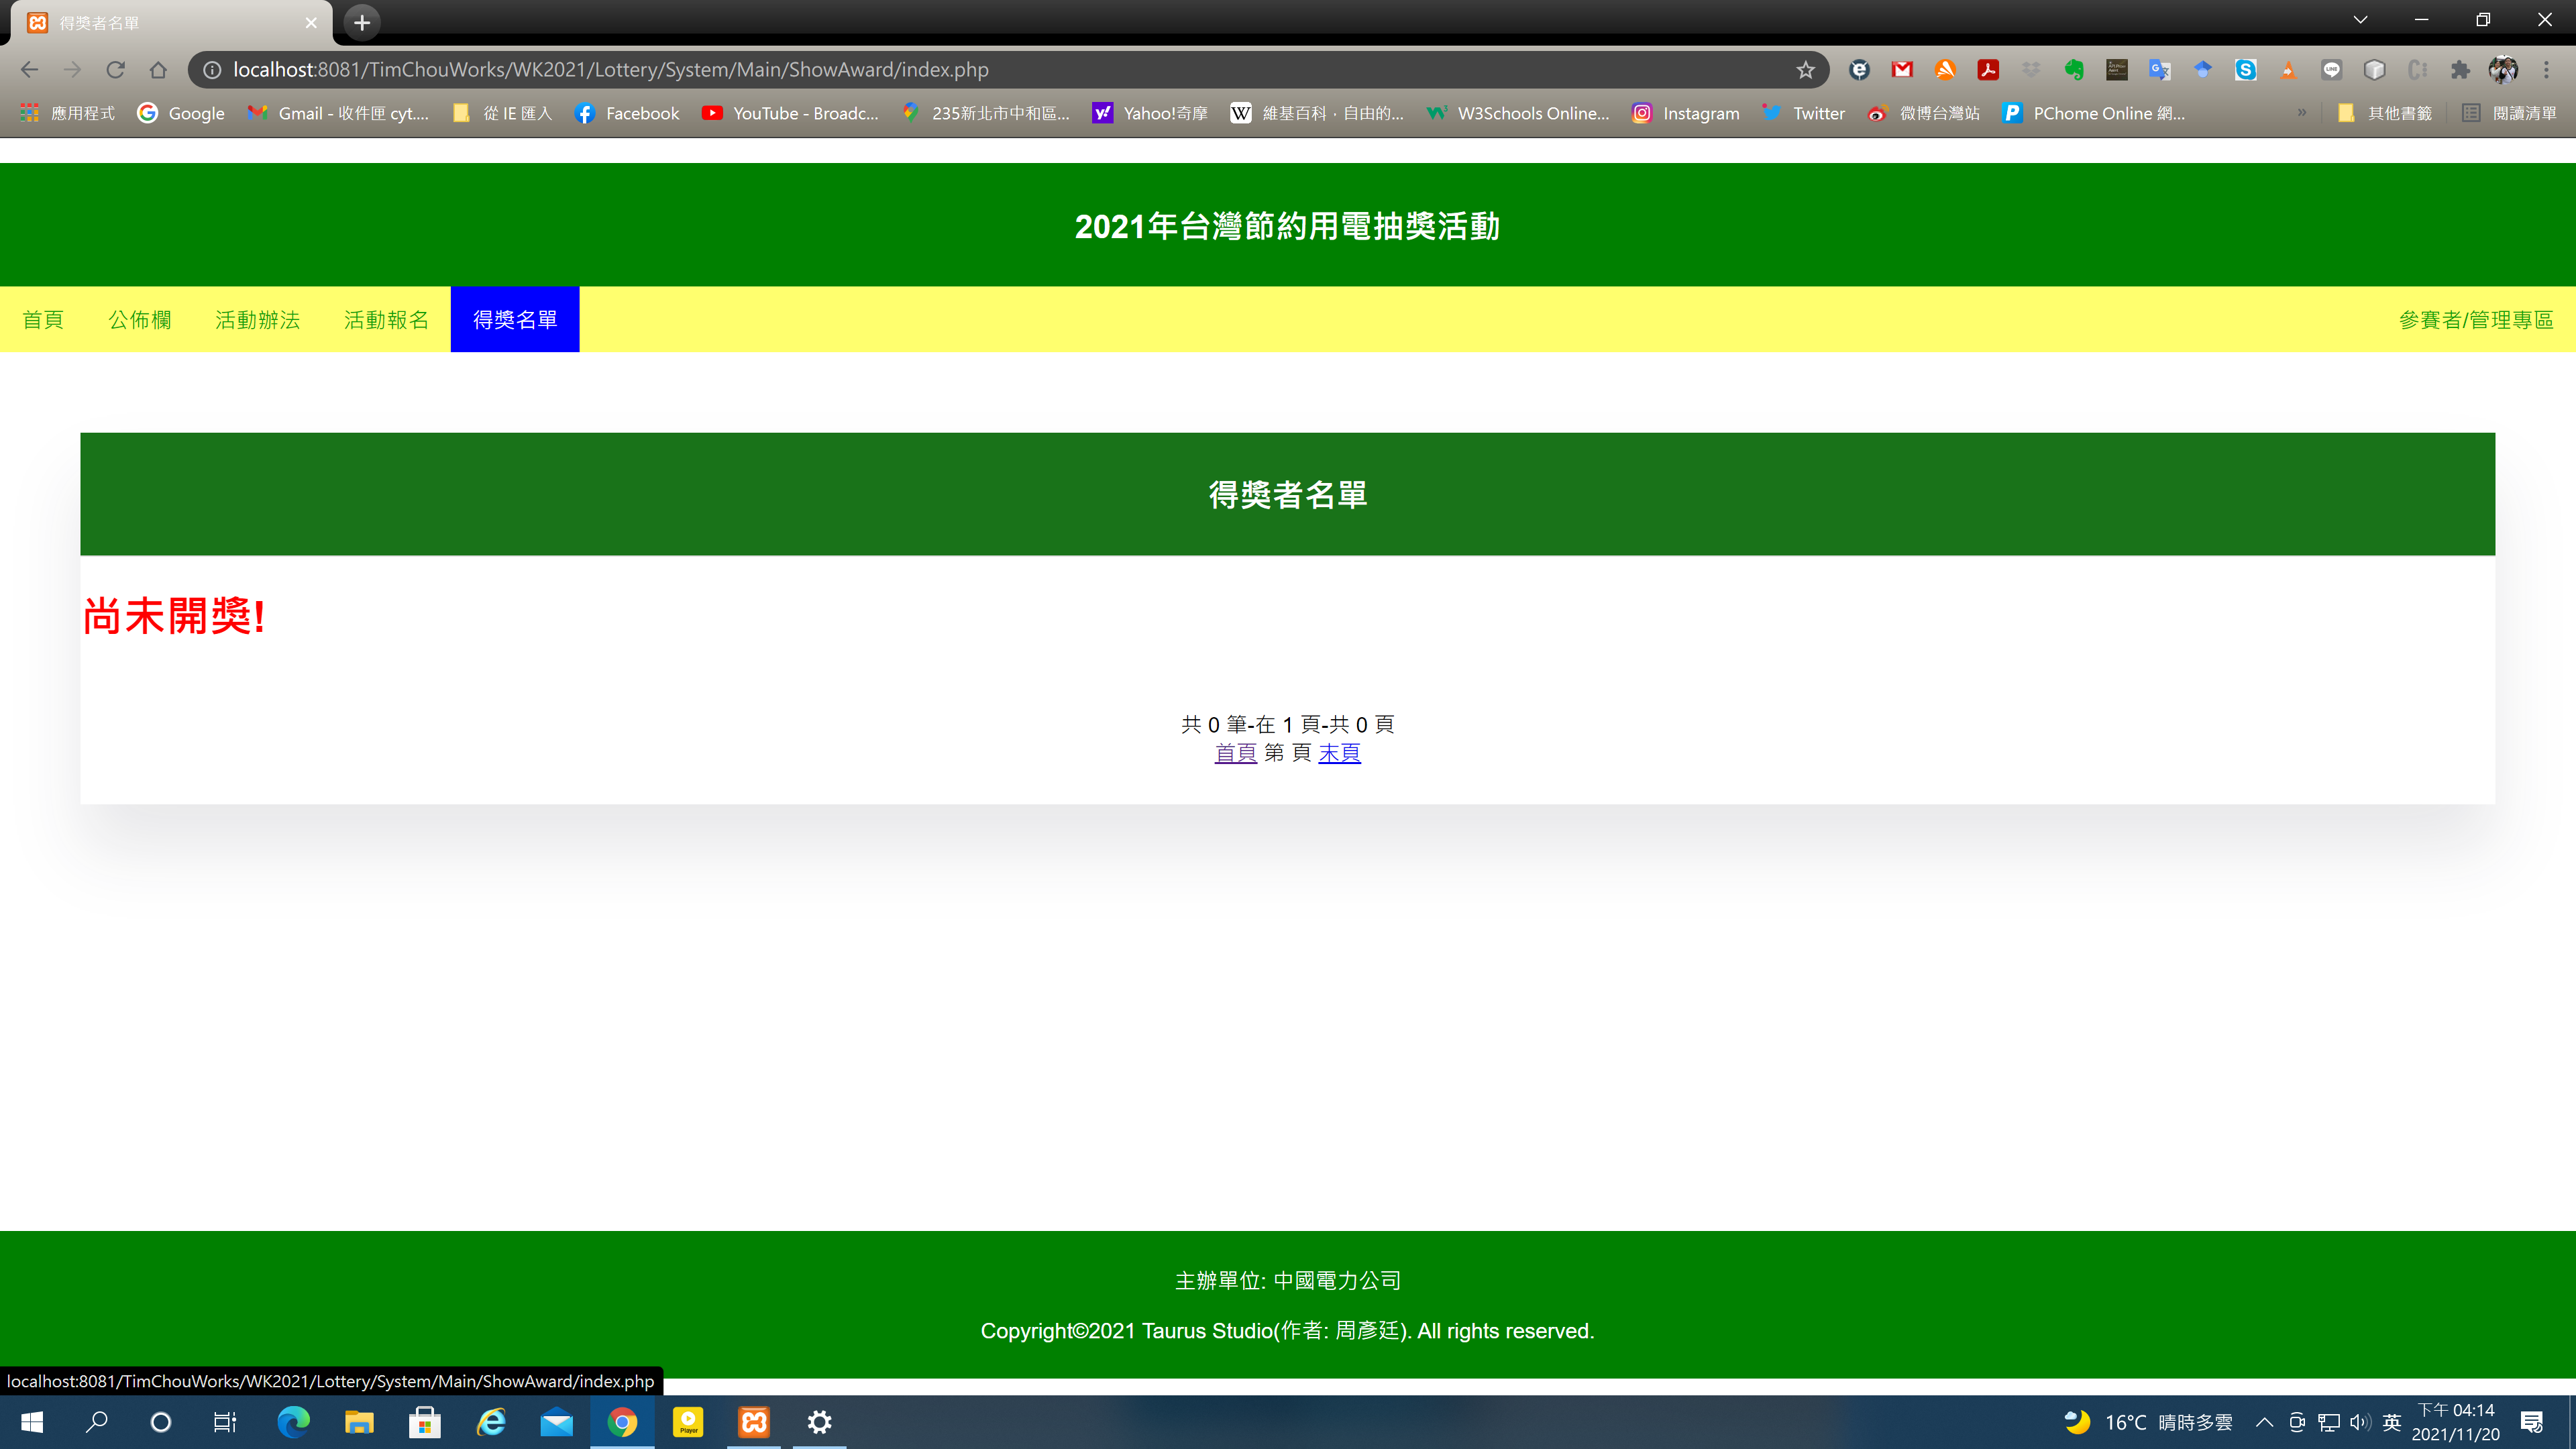 得獎者名單
localhost:8081/TimChouWorks/WK2021/Lottery/System/Main/ShowAward/index.php
應用程式 Google Gmail - 收件匣 cyt.... 從 IE 匯入 Facebook YouTube - Broadc... 235新北市中和區... Yahoo!奇摩 維基百科，自由的... W3Schools Online... Instagram Twitter 微博台灣站 PChome Online 網... » 其他書籤 閱讀清單
2021年台灣節約用電抽獎活動
首頁 公佈欄 活動辦法 活動報名 得獎名單 參賽者/管理專區
得獎者名單
尚未開獎!
共 0 筆-在 1 頁-共 0 頁
首頁 第 頁 末頁
主辦單位: 中國電力公司
Copyright©2021 Taurus Studio(作者: 周彥廷). All rights reserved.
localhost:8081/TimChouWorks/WK2021/Lottery/System/Main/ShowAward/index.php
Player
16°C 晴時多雲 英 下午 04:14
2021/11/20